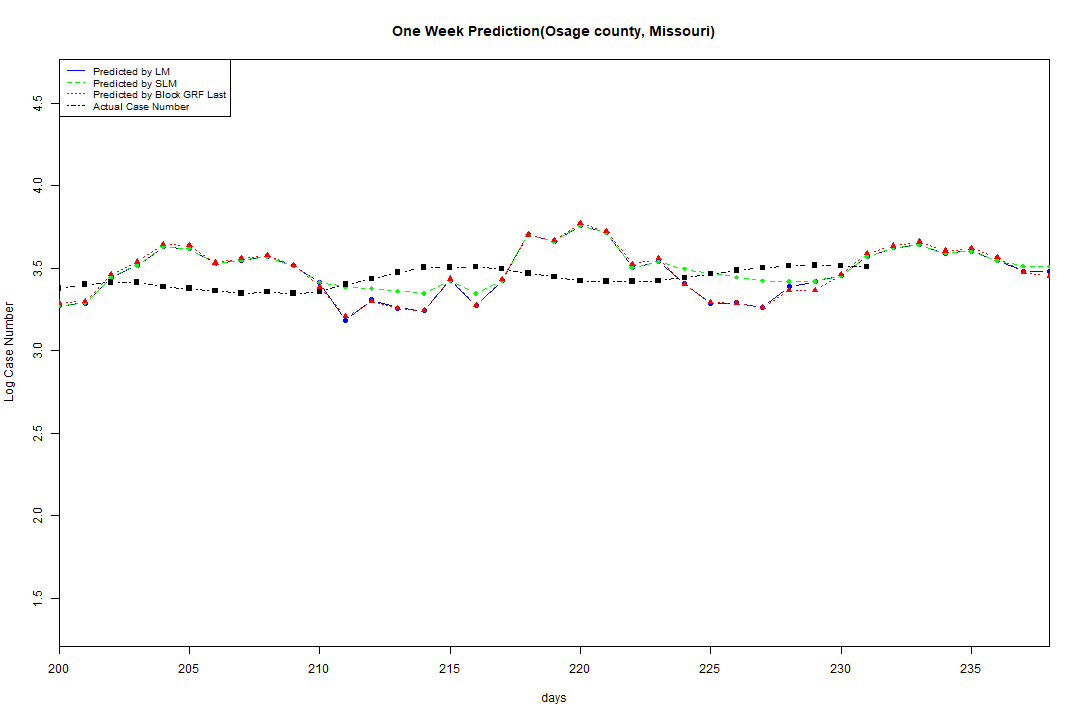 One Week Prediction(Osage county, Missouri)
Predicted by LM
Predicted by SLM
Predicted by Block GRF Last
Actual Case Number
4.5
4.0
3.5
3.0
2.5
2.0
1.5
Log Case Number
200 205 210 215 220 225 230 235
days